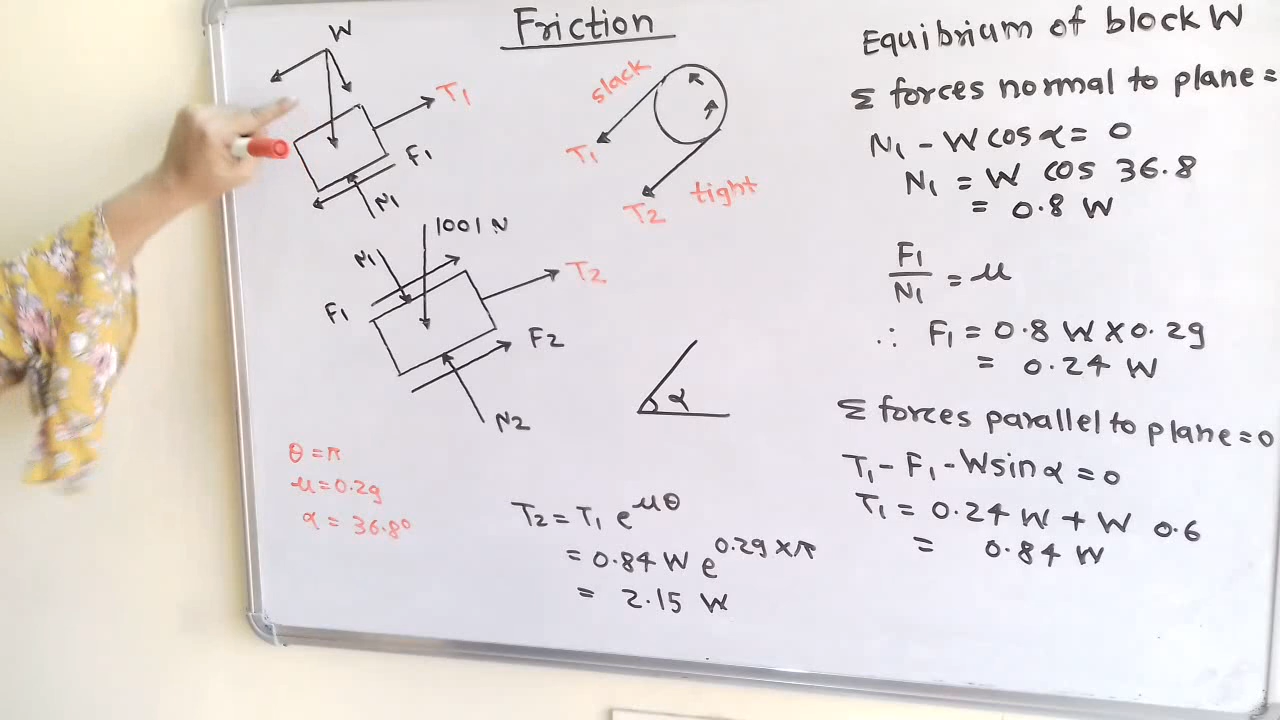 Friction
W
T1
F1
N1
slack
T1
T2
tight
1001 N
N1
T2
F1
F2
N2
α
θ = π
μ = 0.29
α = 36.8°
T2 = T1 e^μθ
= 0.84 W e^0.29 × π
= 2.15 W
Equibrium of block W
Σ forces normal to plane =
N1 - W cos α = 0
N1 = W cos 36.8
= 0.8 W
F1/N1 = μ
∴ F1 = 0.8 W × 0.29
= 0.24 W
Σ forces parallel to plane = 0
T1 - F1 - W sin α = 0
T1 = 0.24 W + W 0.6
= 0.84 W